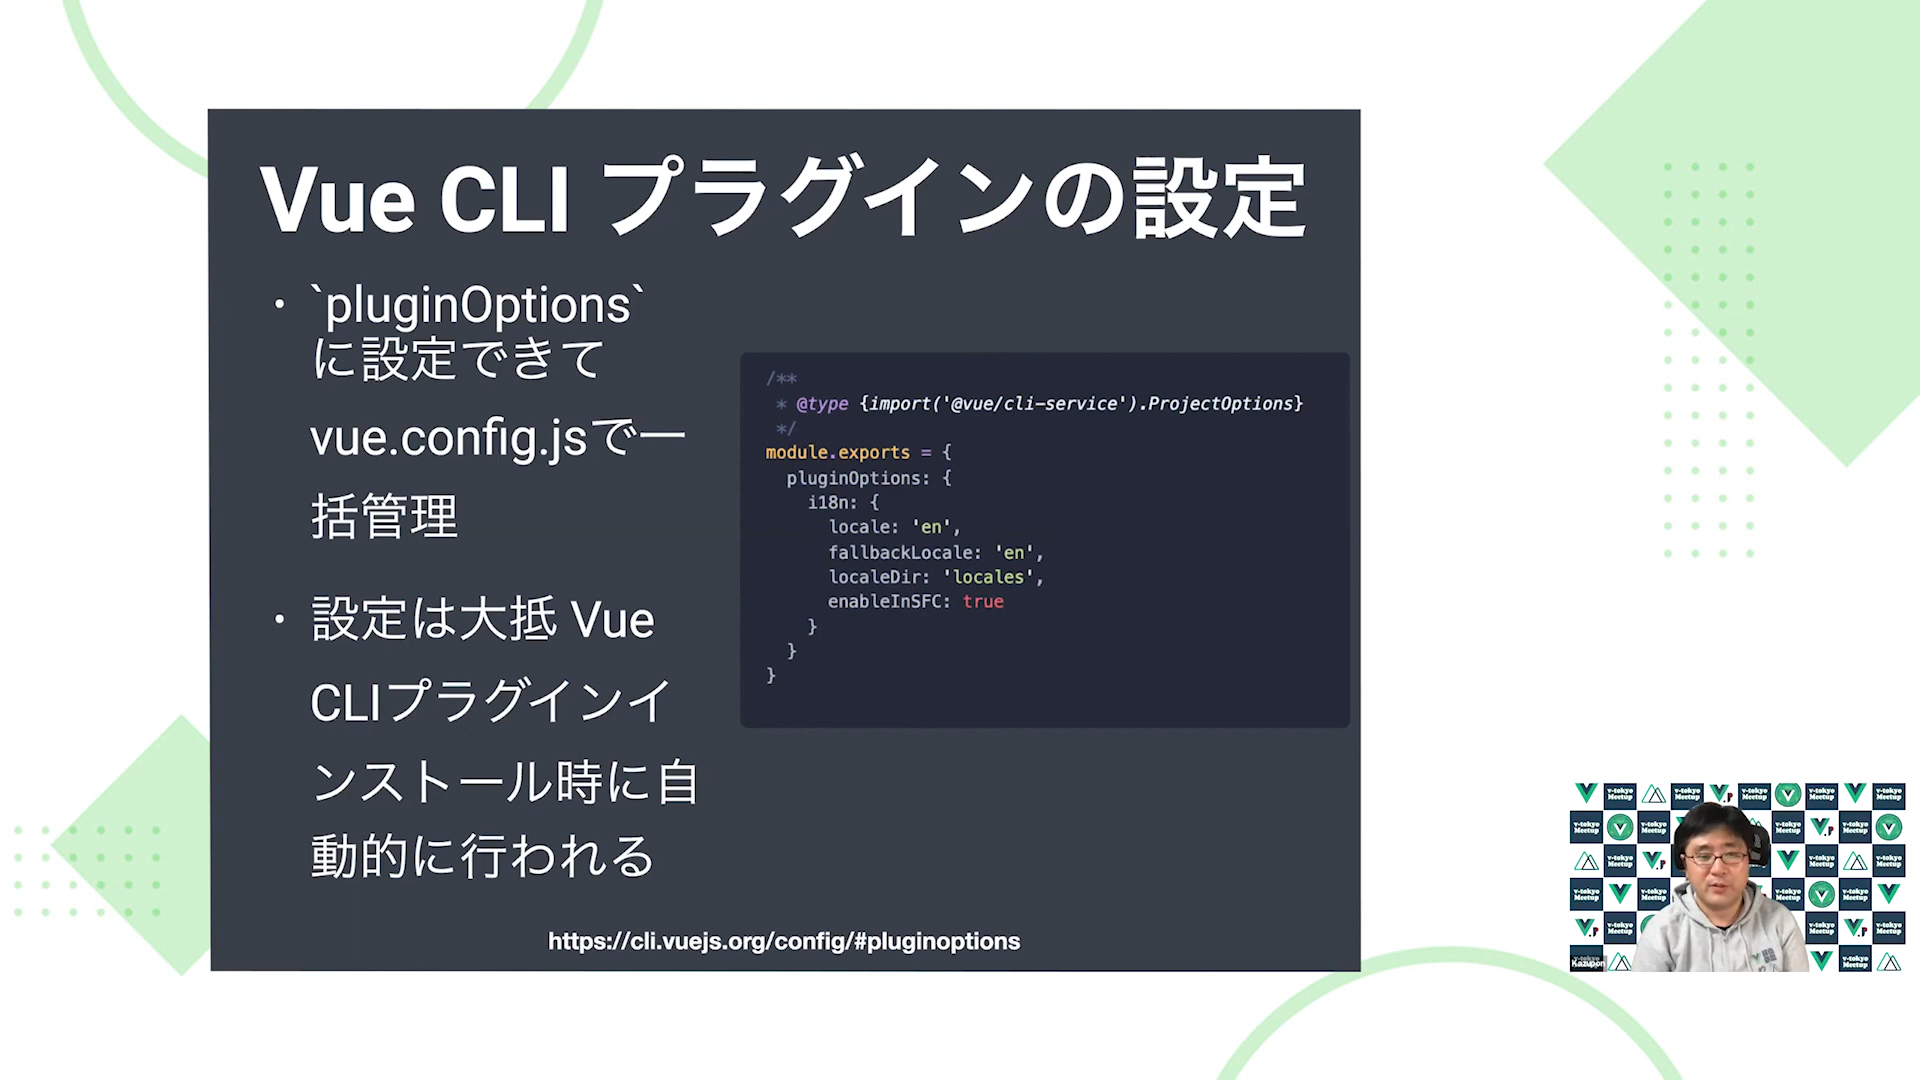 Vue CLI プラグインの設定
・`pluginOptions`
に設定できて
vue.config.jsで一
括管理
・設定は大抵 Vue
CLIプラグインイ
ンストール時に自
動的に行われる
/**
* @type {import('@vue/cli-service').ProjectOptions}
*/
module.exports = {
pluginOptions: {
i18n: {
locale: 'en',
fallbackLocale: 'en',
localeDir: 'locales',
enableInSFC: true
}
}
}
https://cli.vuejs.org/config/#pluginoptions
v-tokyo
Meetup
Kazupon